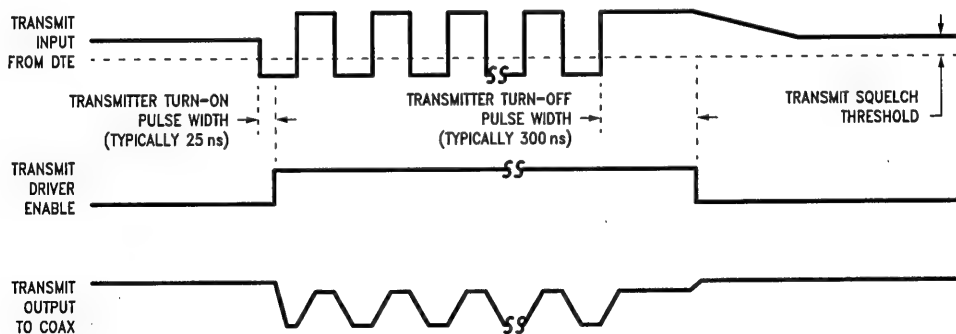 TRANSMIT
INPUT
FROM DTE
TRANSMITTER TURN-ON
PULSE WIDTH
(TYPICALLY 25 ns)
TRANSMITTER TURN-OFF
PULSE WIDTH
(TYPICALLY 300 ns)
TRANSMIT SQUELCH
THRESHOLD
TRANSMIT
DRIVER
ENABLE
TRANSMIT
OUTPUT
TO COAX